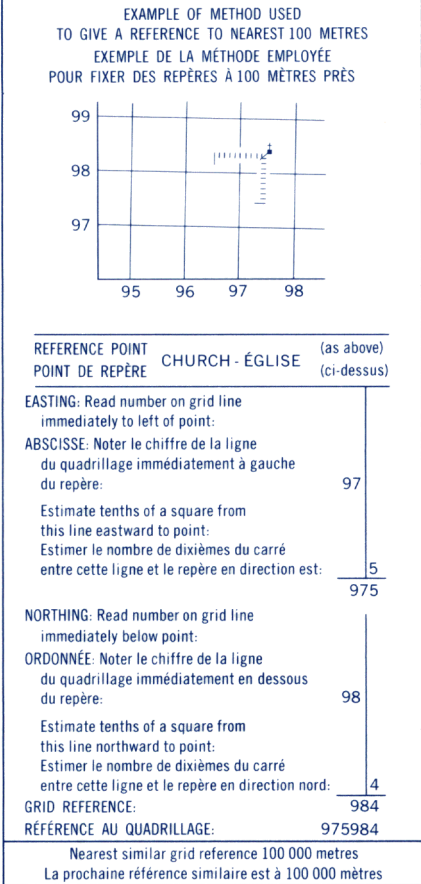 EXAMPLE OF METHOD USED
TO GIVE A REFERENCE TO NEAREST 100 METRES
EXEMPLE DE LA MÉTHODE EMPLOYÉE
POUR FIXER DES REPÈRES À 100 MÈTRES PRÈS
99
98
97
95 96 97 98
REFERENCE POINT
POINT DE REPÈRE
CHURCH - ÉGLISE
(as above)
(ci-dessus)
EASTING: Read number on grid line
immediately to left of point:
ABSCISSE: Noter le chiffre de la ligne
du quadrillage immédiatement à gauche
du repère: 97
Estimate tenths of a square from
this line eastward to point:
Estimer le nombre de dixièmes du carré
entre cette ligne et le repère en direction est: 5
975
NORTHING: Read number on grid line
immediately below point:
ORDONNÉE: Noter le chiffre de la ligne
du quadrillage immédiatement en dessous
du repère: 98
Estimate tenths of a square from
this line northward to point:
Estimer le nombre de dixièmes du carré
entre cette ligne et le repère en direction nord: 4
GRID REFERENCE: 984
RÉFÉRENCE AU QUADRILLAGE: 975984
Nearest similar grid reference 100 000 metres
La prochaine référence similaire est à 100 000 mètres